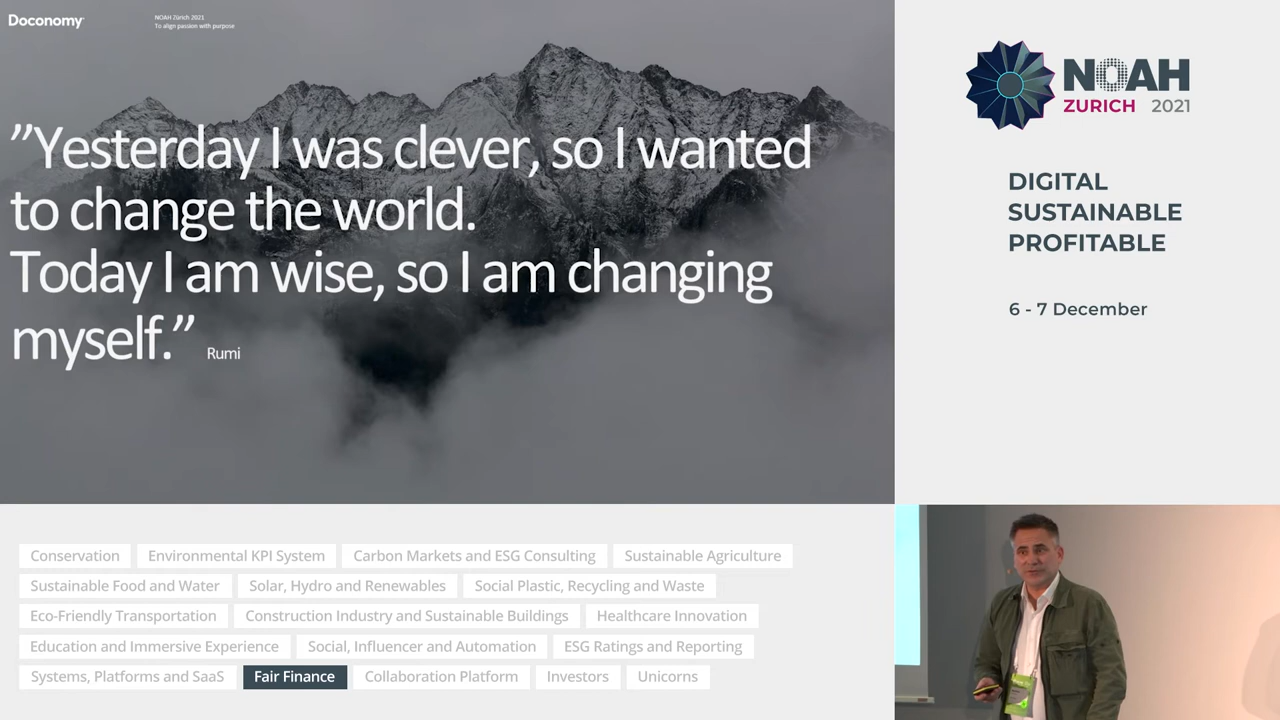 Doconomy
NOAH Zürich 2021
To align passion with purpose
”Yesterday I was clever, so I wanted
to change the world.
Today I am wise, so I am changing
myself.” Rumi
NOAH
ZURICH 2021
DIGITAL
SUSTAINABLE
PROFITABLE
6 - 7 December
Conservation
Environmental KPI System
Carbon Markets and ESG Consulting
Sustainable Agriculture
Sustainable Food and Water
Solar, Hydro and Renewables
Social Plastic, Recycling and Waste
Eco-Friendly Transportation
Construction Industry and Sustainable Buildings
Healthcare Innovation
Education and Immersive Experience
Social, Influencer and Automation
ESG Ratings and Reporting
Systems, Platforms and SaaS
Fair Finance
Collaboration Platform
Investors
Unicorns